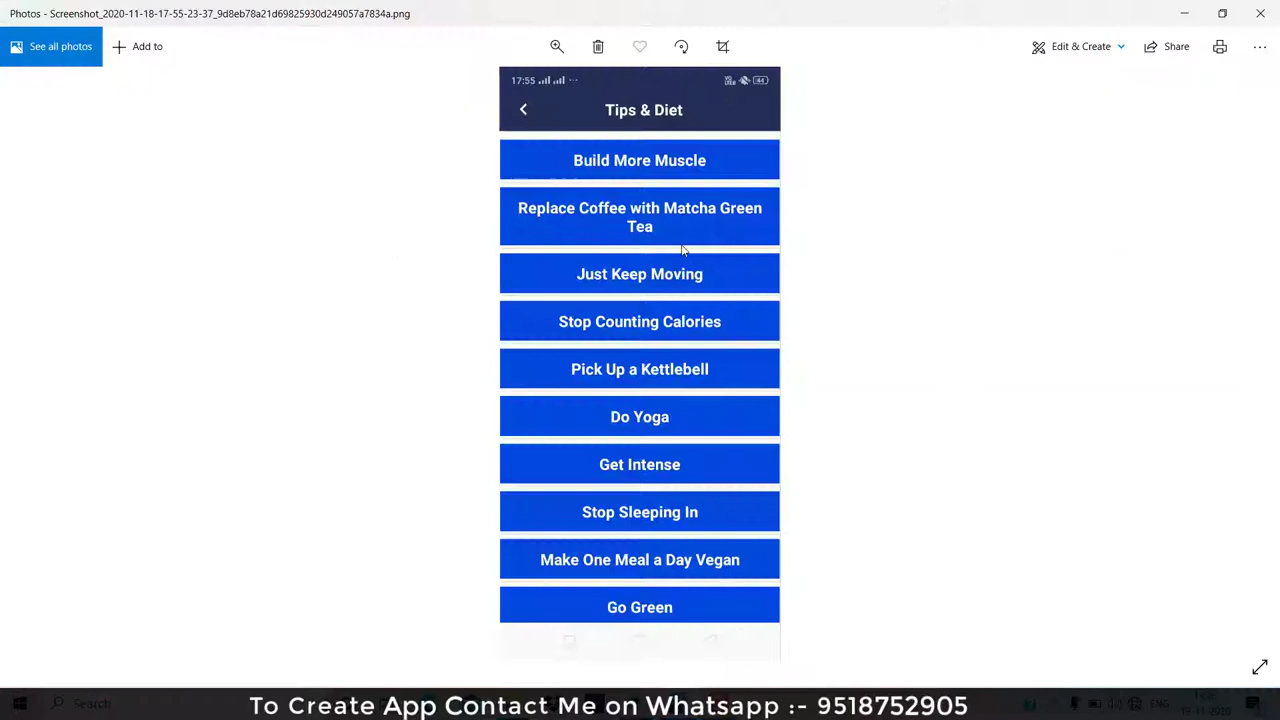 Photos - Screenshot_2020-11-18-17-55-23-37_9d8eb78a21d69825930d249057a7834a.png
See all photos
Add to
Edit & Create
Share
17:55
Tips & Diet
Build More Muscle
Replace Coffee with Matcha Green
Tea
Just Keep Moving
Stop Counting Calories
Pick Up a Kettlebell
Do Yoga
Get Intense
Stop Sleeping In
Make One Meal a Day Vegan
Go Green
Search
ENG
To Create App Contact Me on Whatsapp :- 9518752905